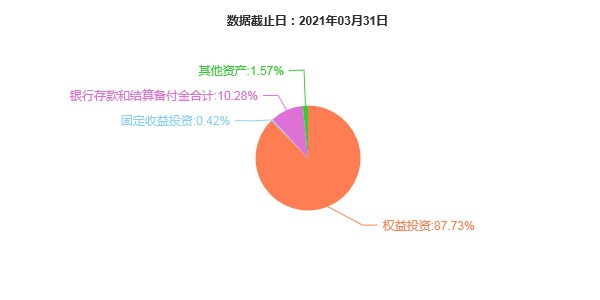 数据截止日：2021年03月31日
其他资产:1.57%
银行存款和结算备付金合计:10.28%
固定收益投资:0.42%
权益投资:87.73%